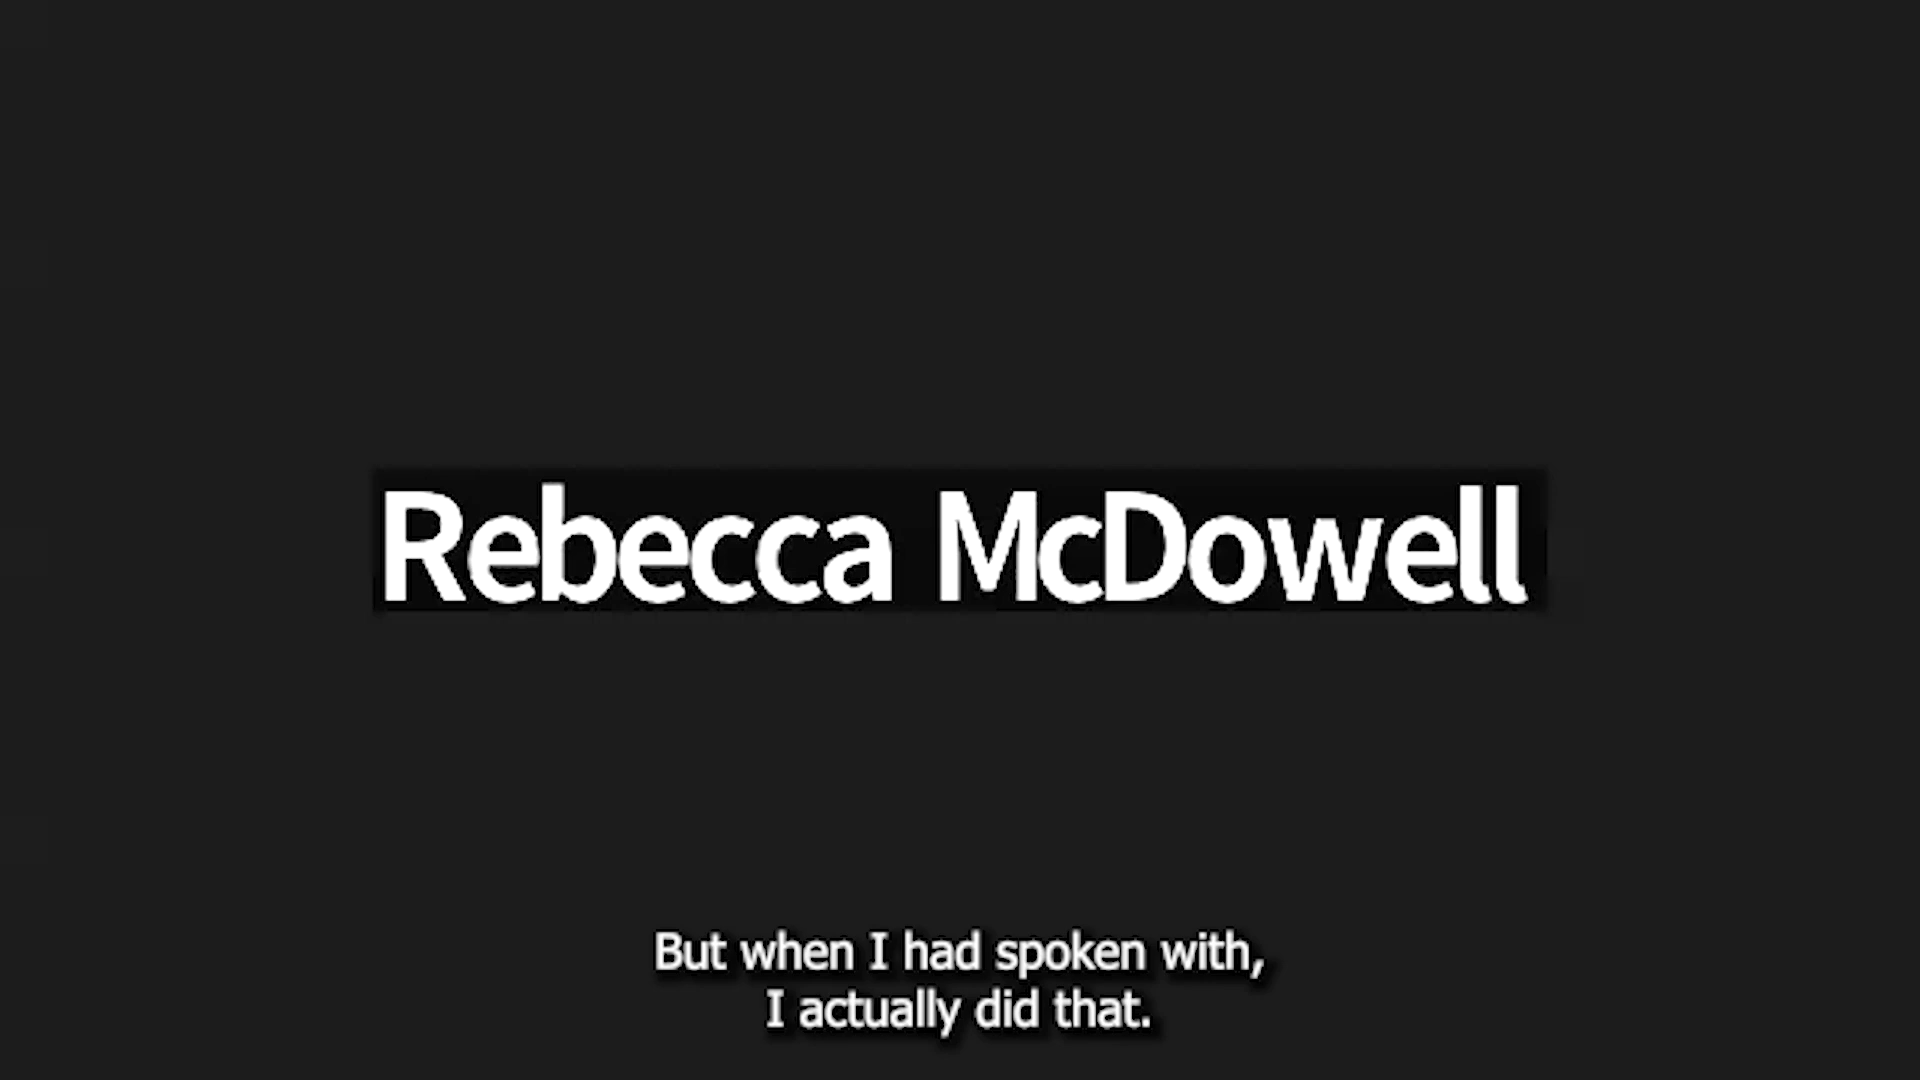 Rebecca McDowell
But when I had spoken with,
I actually did that.